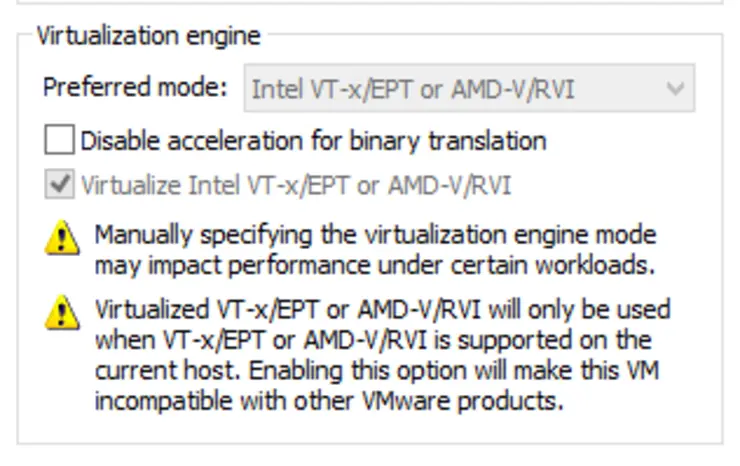 Virtualization engine
Preferred mode: Intel VT-x/EPT or AMD-V/RVI
Disable acceleration for binary translation
Virtualize Intel VT-x/EPT or AMD-V/RVI
Manually specifying the virtualization engine mode
may impact performance under certain workloads.
Virtualized VT-x/EPT or AMD-V/RVI will only be used
when VT-x/EPT or AMD-V/RVI is supported on the
current host. Enabling this option will make this VM
incompatible with other VMware products.